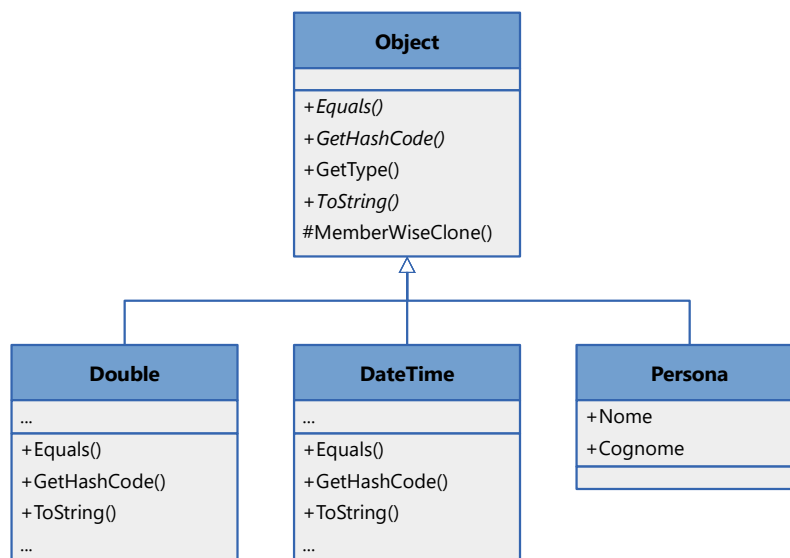 Object
+Equals()
+GetHashCode()
+GetType()
+ToString()
#MemberWiseClone()
Double
...
+Equals()
+GetHashCode()
+ToString()
...
DateTime
...
+Equals()
+GetHashCode()
+ToString()
...
Persona
+Nome
+Cognome